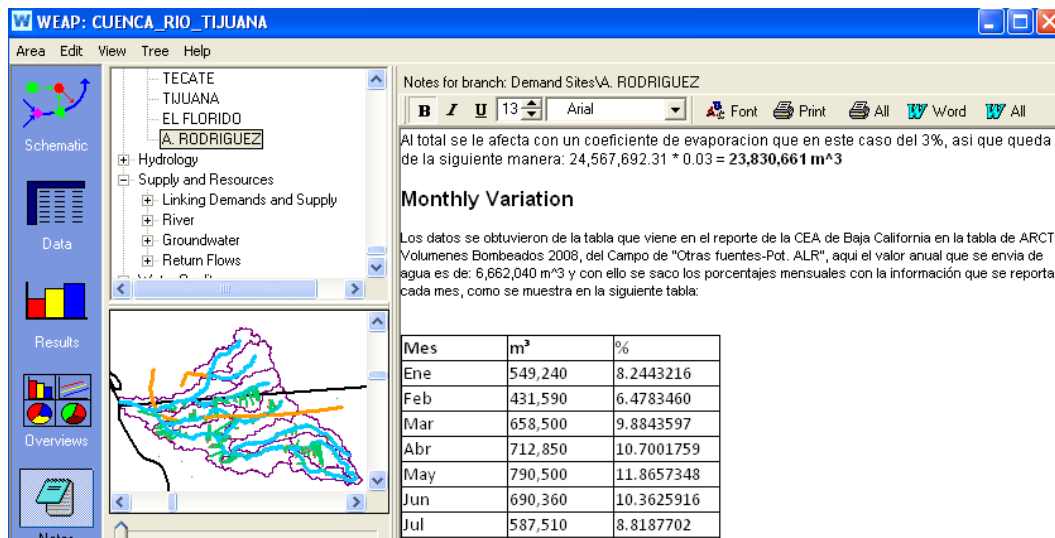 WEAP: CUENCA_RIO_TIJUANA
Area Edit View Tree Help
Schematic
Data
Results
Overviews
Notes
TECATE
TIJUANA
EL FLORIDO
A. RODRIGUEZ
Hydrology
Supply and Resources
Linking Demands and Supply
River
Groundwater
Return Flows
Notes for branch: Demand Sites\A. RODRIGUEZ
B I U 13 Arial Font Print All Word All
Al total se le afecta con un coeficiente de evaporacion que en este caso del 3%, asi que queda
de la siguiente manera: 24,567,692.31 * 0.03 = 23,830,661 m^3
Monthly Variation
Los datos se obtuvieron de la tabla que viene en el reporte de la CEA de Baja California en la tabla de ARCT
Volumenes Bombeados 2008, del Campo de "Otras fuentes-Pot. ALR", aqui el valor anual que se envia de
agua es de: 6,662,040 m^3 y con ello se saco los porcentajes mensuales con la información que se reporta
cada mes, como se muestra en la siguiente tabla:
Mes m³ %
Ene 549,240 8.2443216
Feb 431,590 6.4783460
Mar 658,500 9.8843597
Abr 712,850 10.7001759
May 790,500 11.8657348
Jun 690,360 10.3625916
Jul 587,510 8.8187702